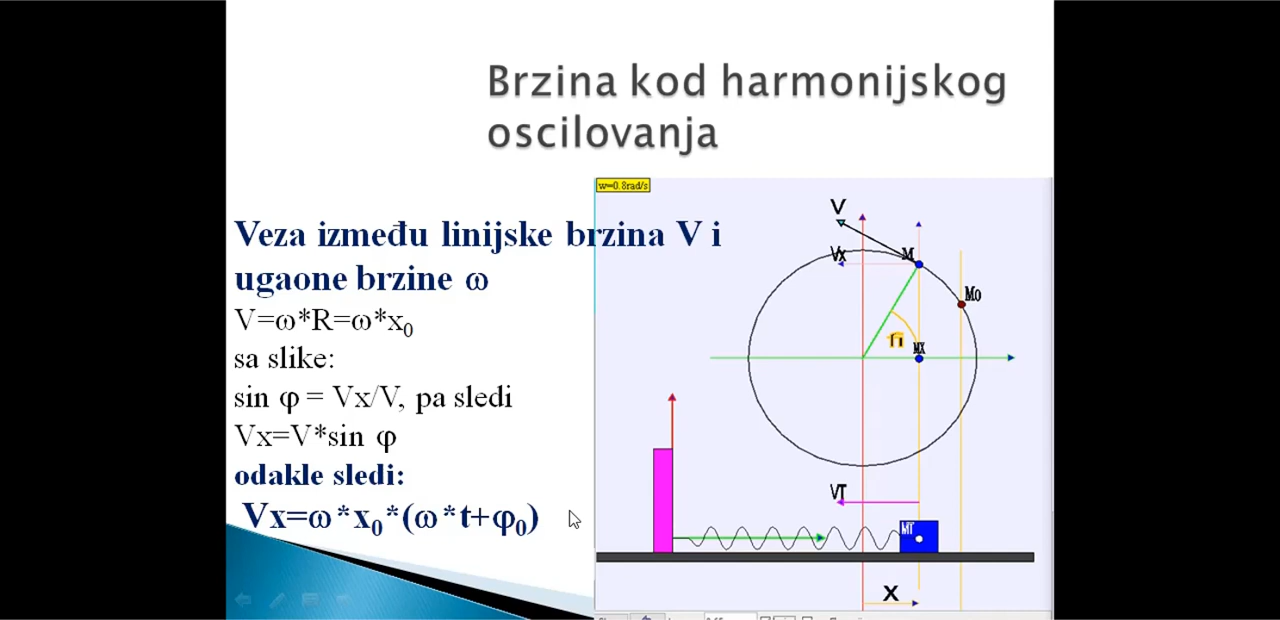 Brzina kod harmonijskog
oscilovanja
w=0.8rad/s
Veza između linijske brzina V i
ugaone brzine ω
V=ω*R=ω*x₀
sa slike:
sin φ = Vx/V, pa sledi
Vx=V*sin φ
odakle sledi:
Vx=ω*x₀*(ω*t+φ₀)
V
Vx
M
M0
MX
VT
MT
X